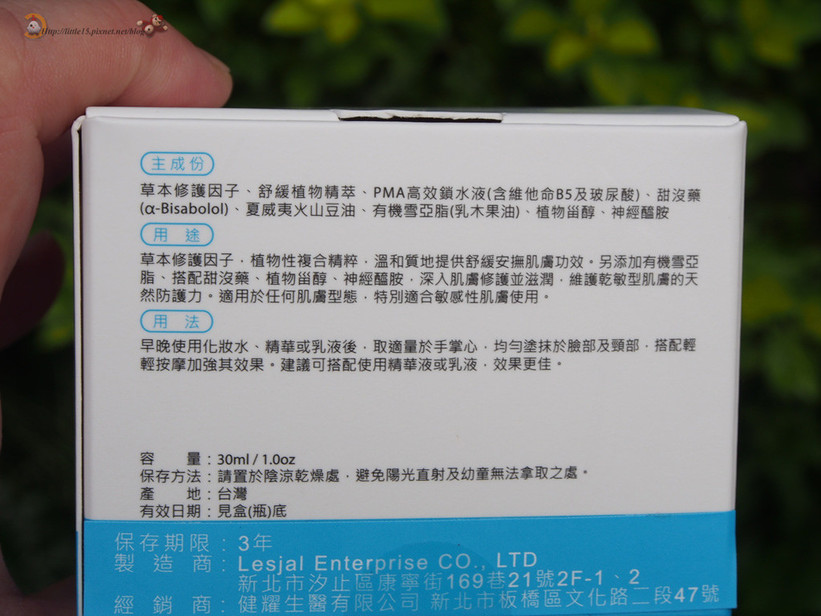 Http://little15.pixnet.net/blog
主成份
草本修護因子、舒緩植物精萃、PMA高效鎖水液(含維他命B5及玻尿酸)、甜沒藥
(α-Bisabolol)、夏威夷火山豆油、有機雪亞脂(乳木果油)、植物甾醇、神經醯胺
用 途
草本修護因子，植物性複合精粹，溫和質地提供舒緩安撫肌膚功效。另添加有機雪亞
脂、搭配甜沒藥、植物甾醇、神經醯胺，深入肌膚修護並滋潤，維護乾敏型肌膚的天
然防護力。適用於任何肌膚型態，特別適合敏感性肌膚使用。
用 法
早晚使用化妝水、精華或乳液後，取適量於手掌心，均勻塗抹於臉部及頸部，搭配輕
輕按摩加強其效果。建議可搭配使用精華液或乳液，效果更佳。
容 量：30ml / 1.0oz
保存方法：請置於陰涼乾燥處，避免陽光直射及幼童無法拿取之處。
產 地：台灣
有效日期：見盒(瓶)底
保存期限：3年
製 造 商：Lesjal Enterprise CO., LTD
新北市汐止區康寧街169巷21號2F-1、2
經 銷 商：健耀生醫有限公司 新北市板橋區文化路二段47號